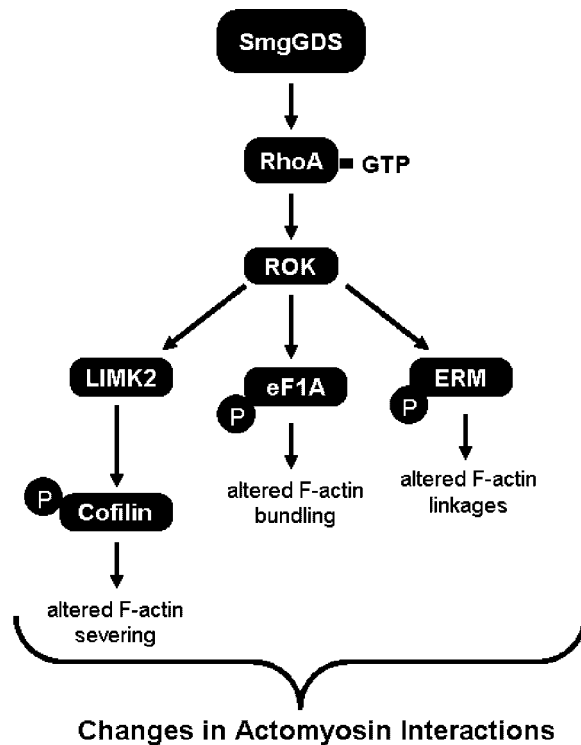 SmgGDS
RhoA
GTP
ROK
LIMK2
eF1A
P
ERM
P
P
Cofilin
altered F-actin
bundling
altered F-actin
linkages
altered F-actin
severing
Changes in Actomyosin Interactions